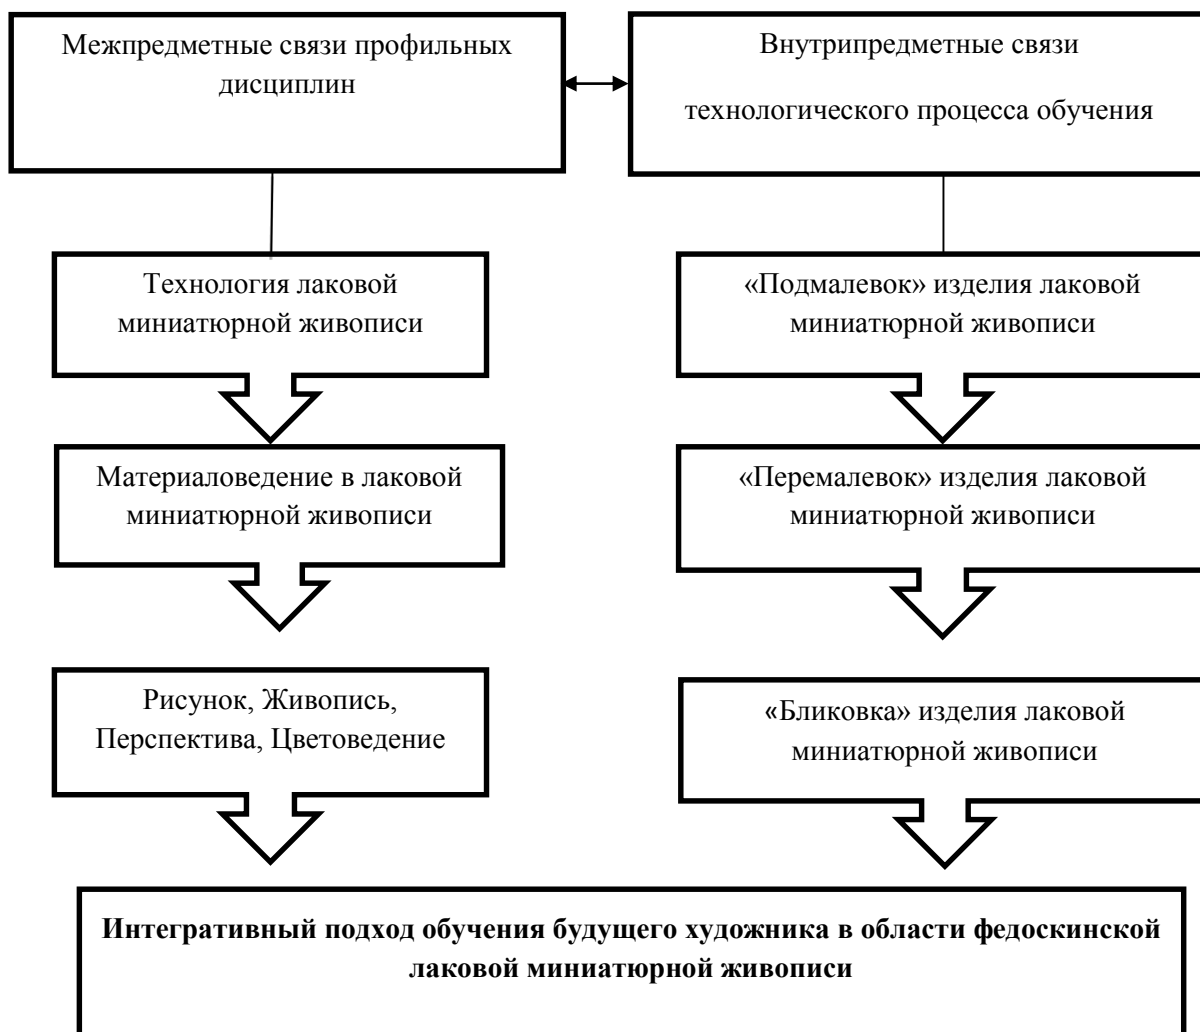 Межпредметные связи профильных
дисциплин
Внутрипредметные связи
технологического процесса обучения
Технология лаковой
миниатюрной живописи
«Подмалевок» изделия лаковой
миниатюрной живописи
Материаловедение в лаковой
миниатюрной живописи
«Перемалевок» изделия лаковой
миниатюрной живописи
Рисунок, Живопись,
Перспектива, Цветоведение
«Бликовка» изделия лаковой
миниатюрной живописи
Интегративный подход обучения будущего художника в области федоскинской
лаковой миниатюрной живописи